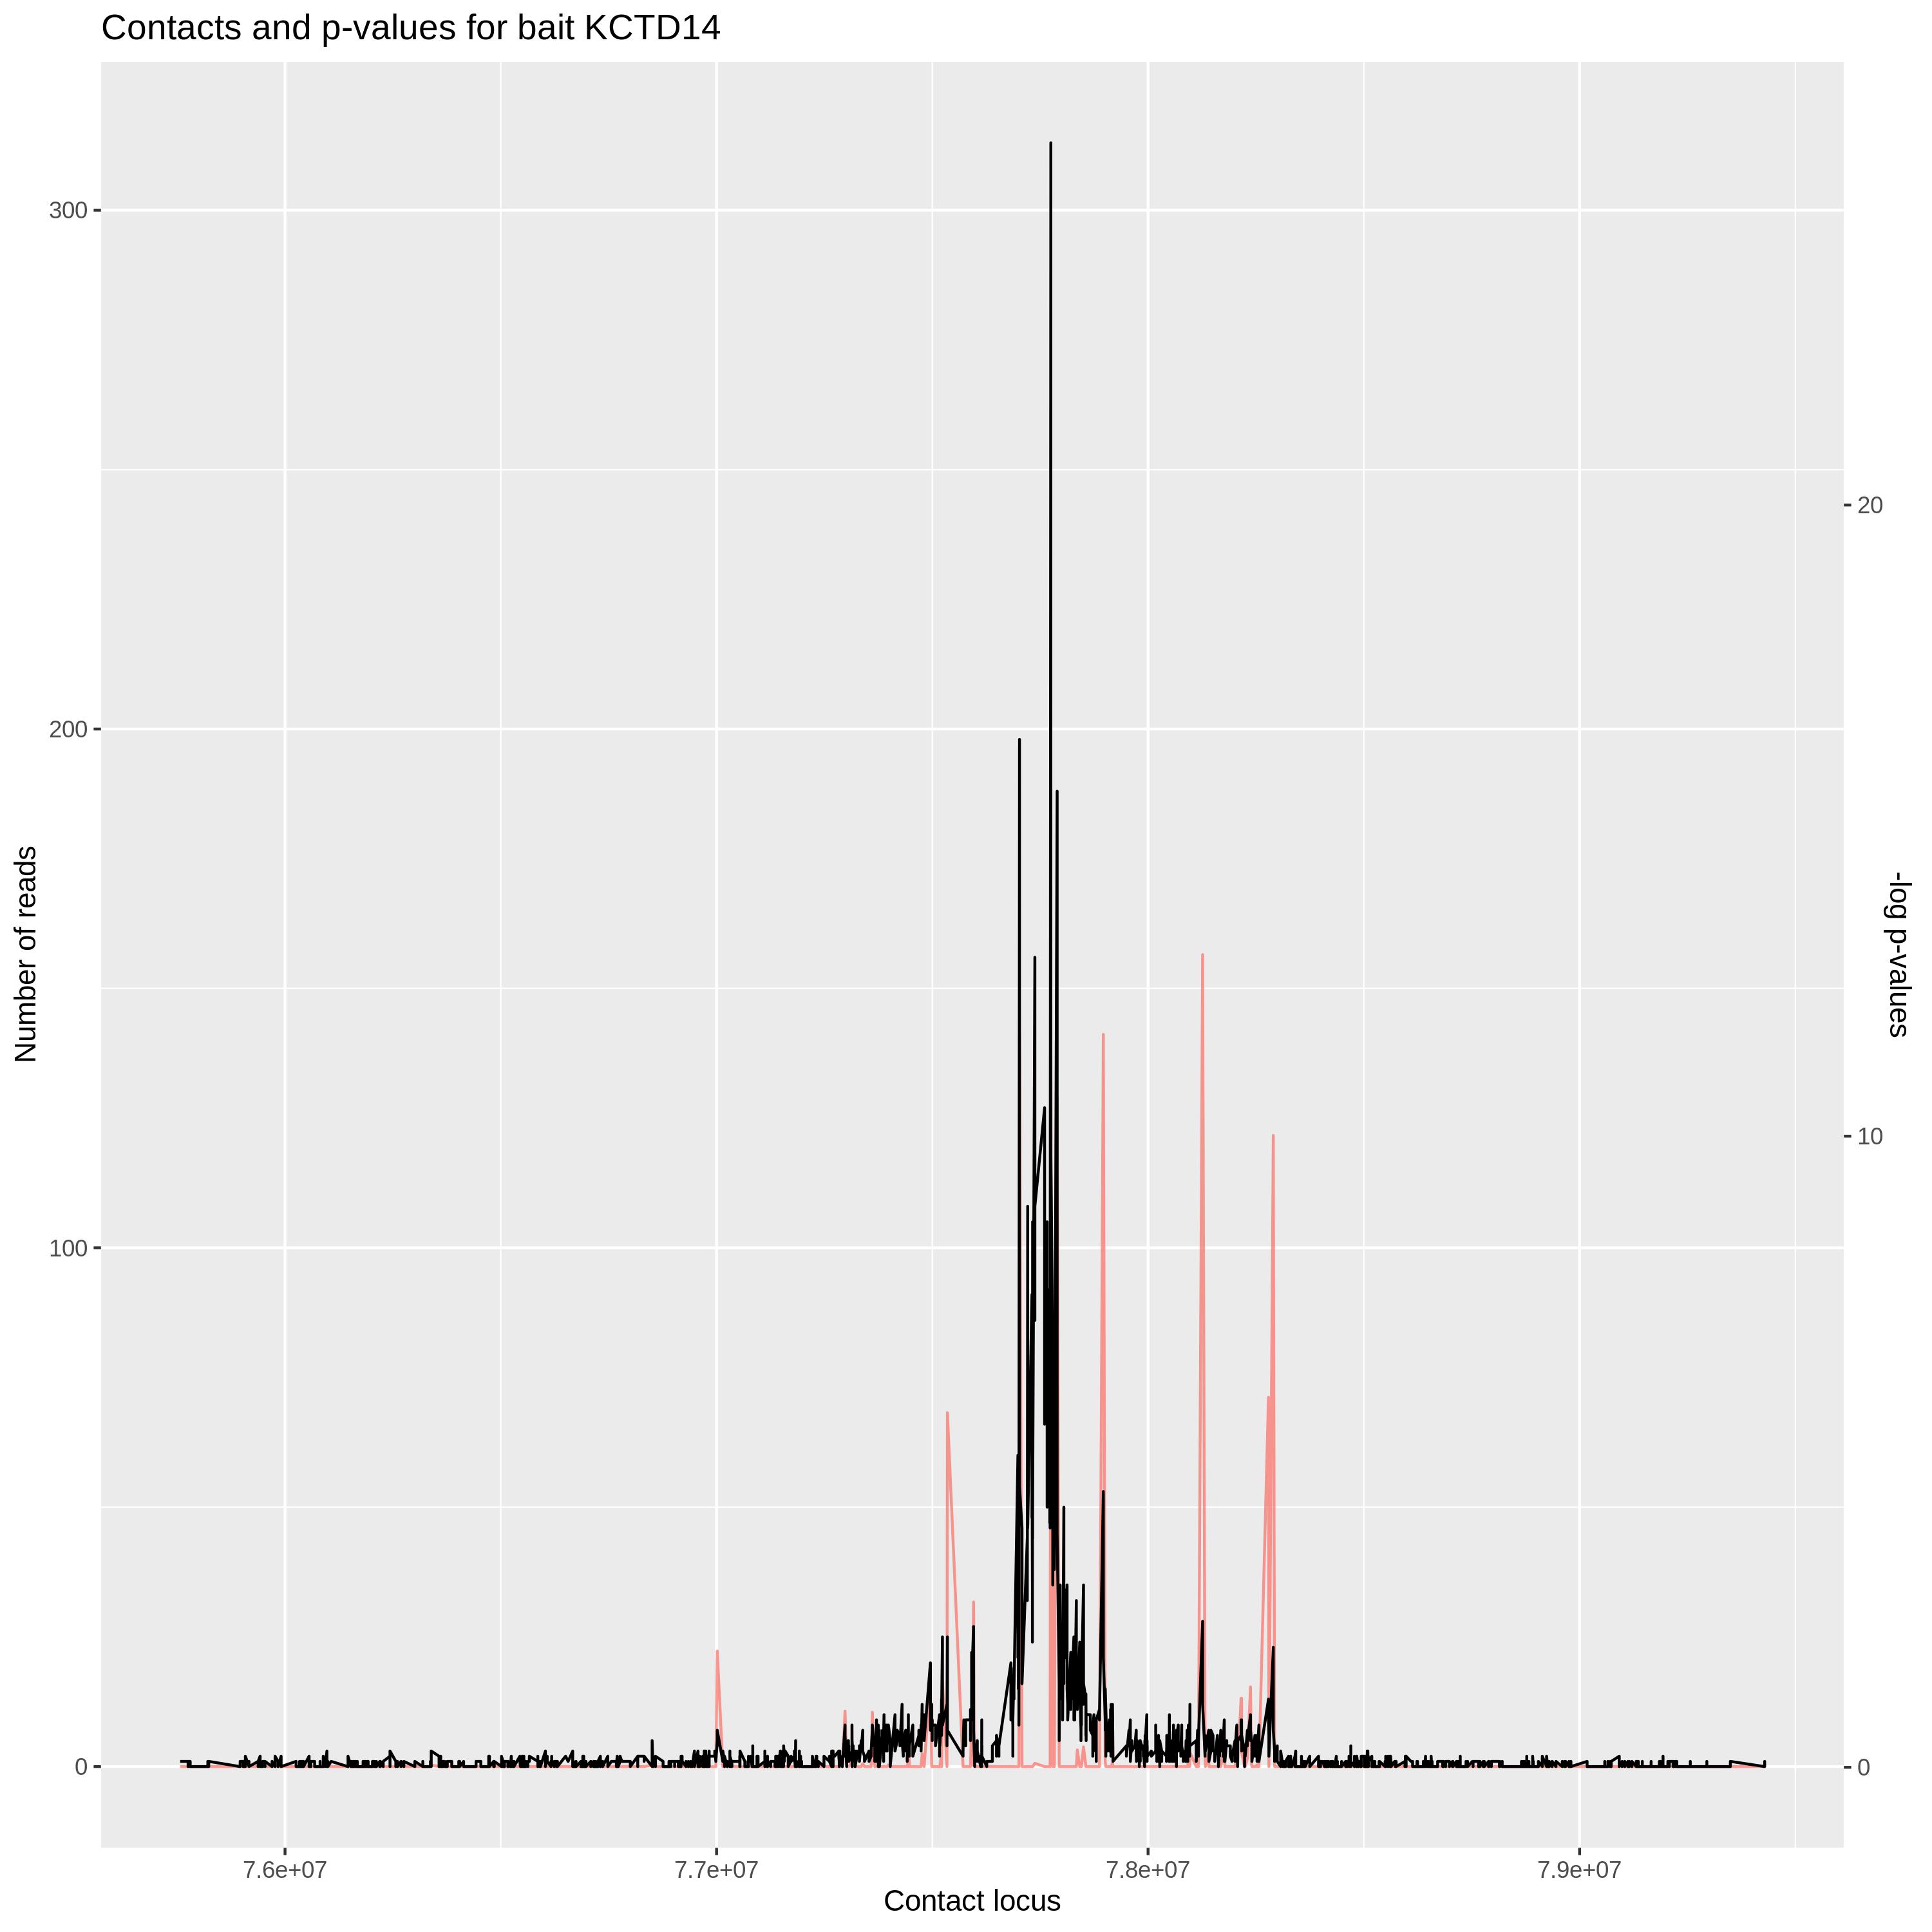 Contacts and p-values for bait KCTD14
300
200
100
0
20
10
0
Number of reads
-log p-values
7.6e+07
7.7e+07
7.8e+07
7.9e+07
Contact locus